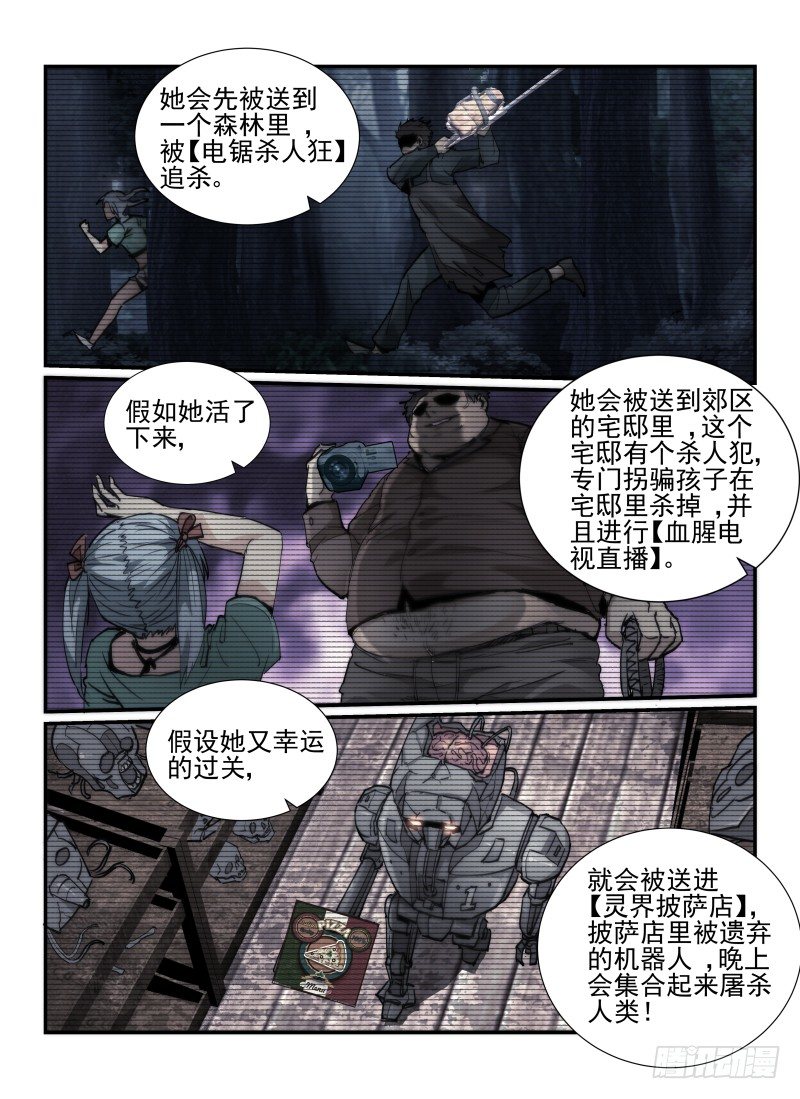 她会先被送到
一个森林里，
被【电锯杀人狂】
追杀。
假如她活了
下来,
她会被送到郊区
的宅邸里,这个
宅邸有个杀人犯,
专门拐骗孩子在
宅邸里杀掉,并
且进行【血腥电
视直播】。
假设她又幸运
的过关,
PIZZA
Menu
1
就会被送进
【灵界披萨店】,
披萨店里被遗弃
的机器人,晚上
会集合起来屠杀
人类!
腾讯动漫